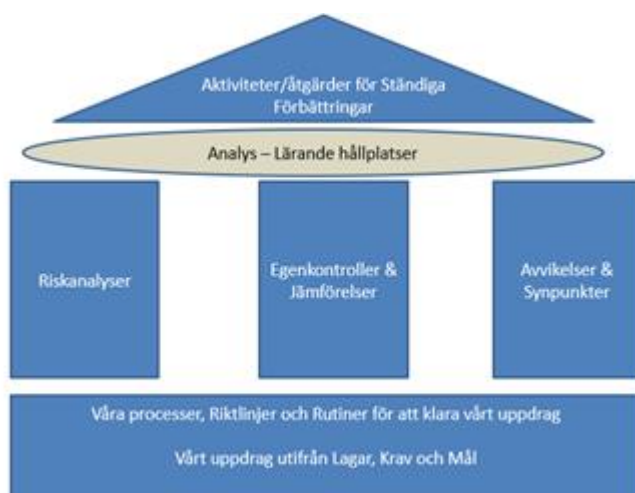 Aktiviteter/åtgärder för Ständiga
Förbättringar
Analys – Lärande hållplatser
Riskanalyser
Egenkontroller &
Jämförelser
Avvikelser &
Synpunkter
Våra processer, Riktlinjer och Rutiner för att klara vårt uppdrag
Vårt uppdrag utifrån Lagar, Krav och Mål